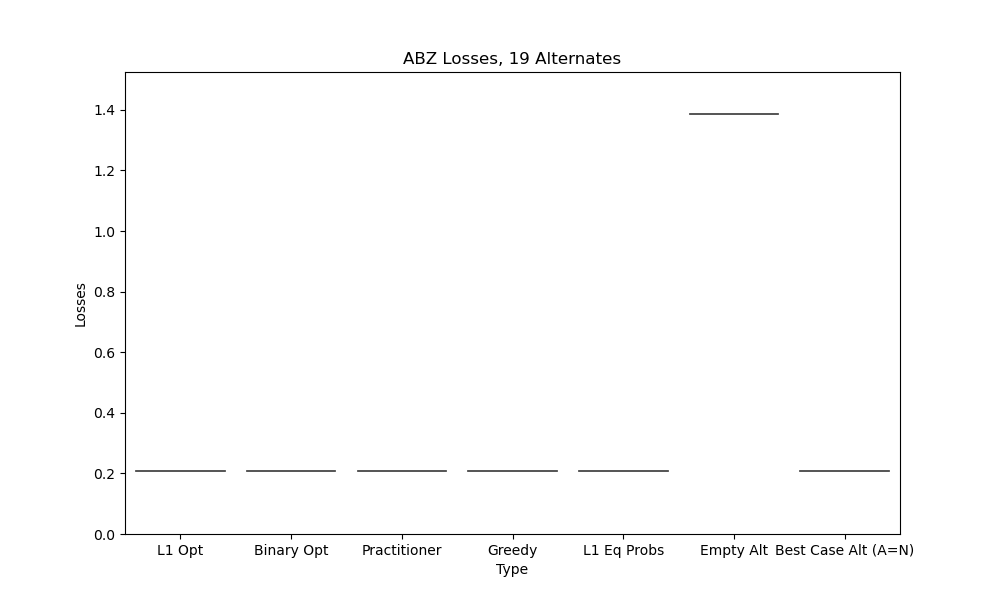 ABZ Losses, 19 Alternates
1.4
1.2
1.0
0.8
0.6
0.4
0.2
0.0
Losses
L1 Opt Binary Opt Practitioner Greedy L1 Eq Probs Empty Alt Best Case Alt (A=N)
Type